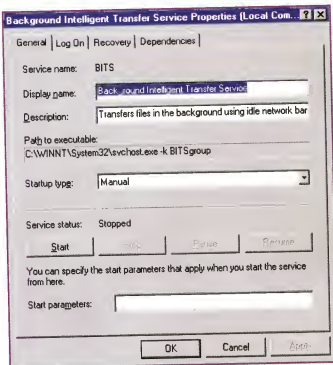 Background Intelligent Transfer Service Properties (Local Com...
General Log On Recovery Dependencies
Service name: BITS
Display name: Background Intelligent Transfer Service
Description: Transfers files in the background using idle network bar
Path to executable:
C:\WINNT\System32\svchost.exe -k BITSgroup
Startup type: Manual
Service status: Stopped
Start Pause Resume
You can specify the start parameters that apply when you start the service
from here.
Start parameters:
OK Cancel Apply